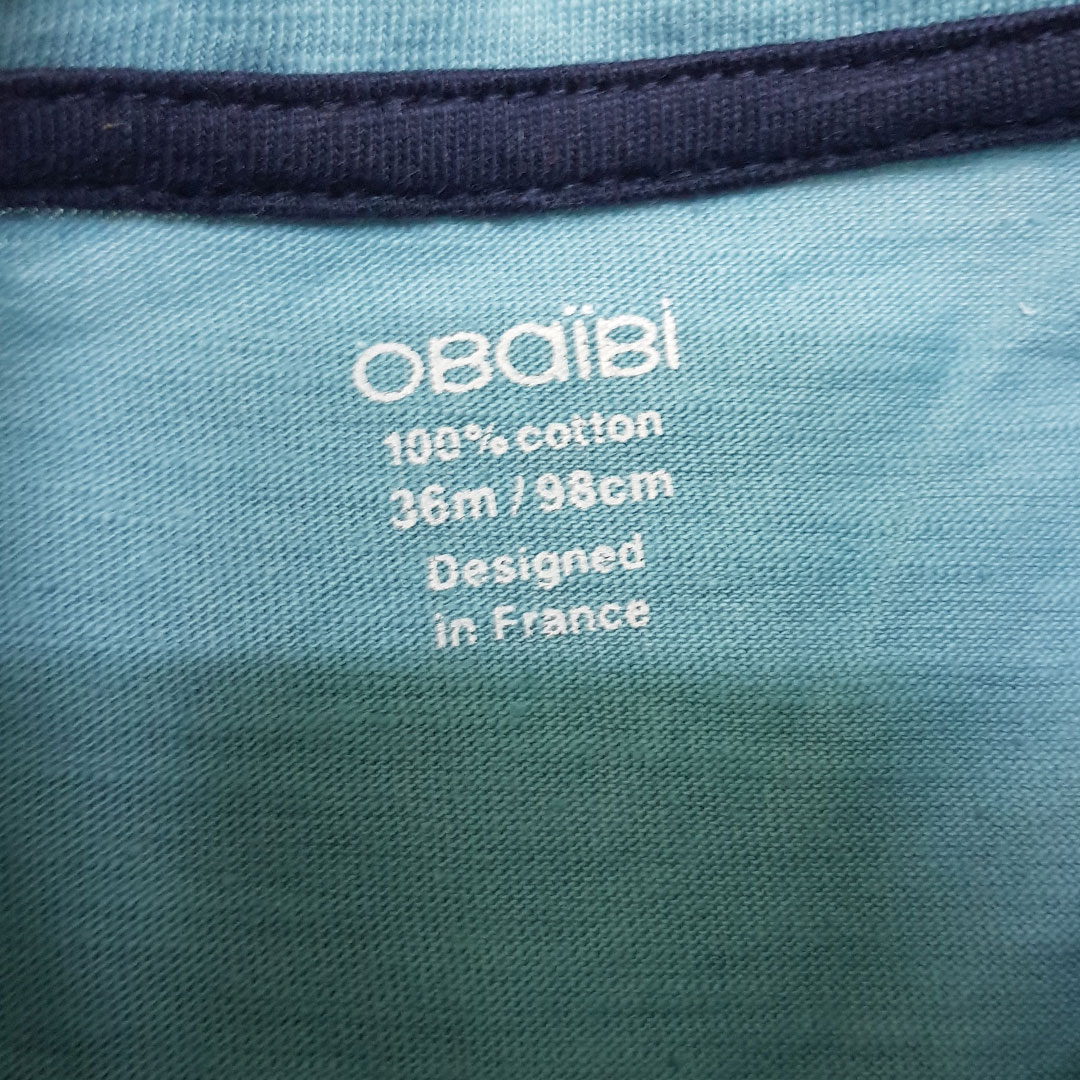 OBaïBi
100% cotton
36m / 98cm
Designed
in France